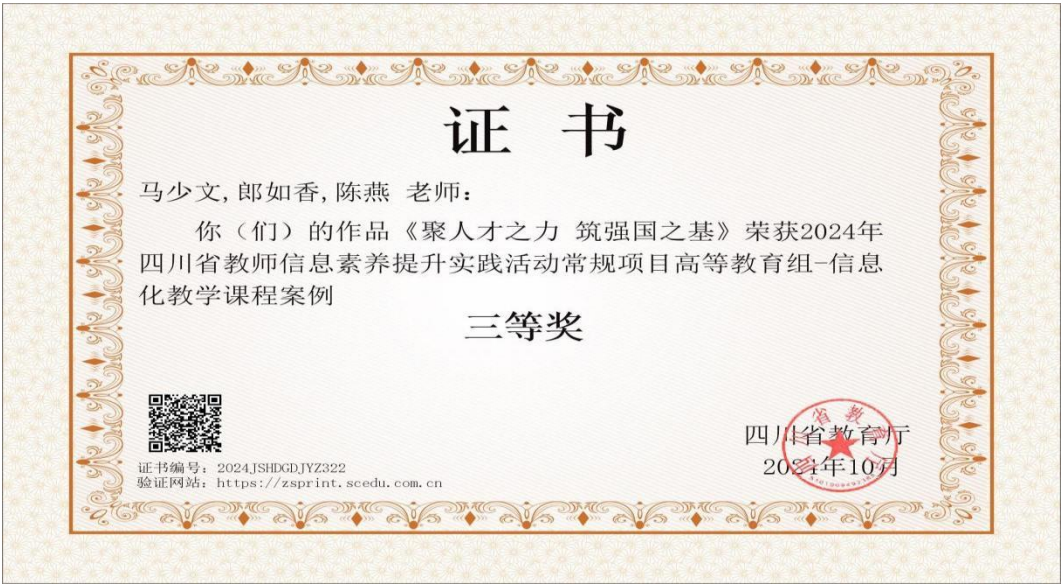 证 书
马少文,郎如香,陈燕 老师:
你（们）的作品《聚人才之力 筑强国之基》荣获2024年
四川省教师信息素养提升实践活动常规项目高等教育组-信息
化教学课程案例
三等奖
四川省教育厅
2024年10月
证书编号: 2024JSHDGDJYZ322
验证网站: https://zsprint.scedu.com.cn